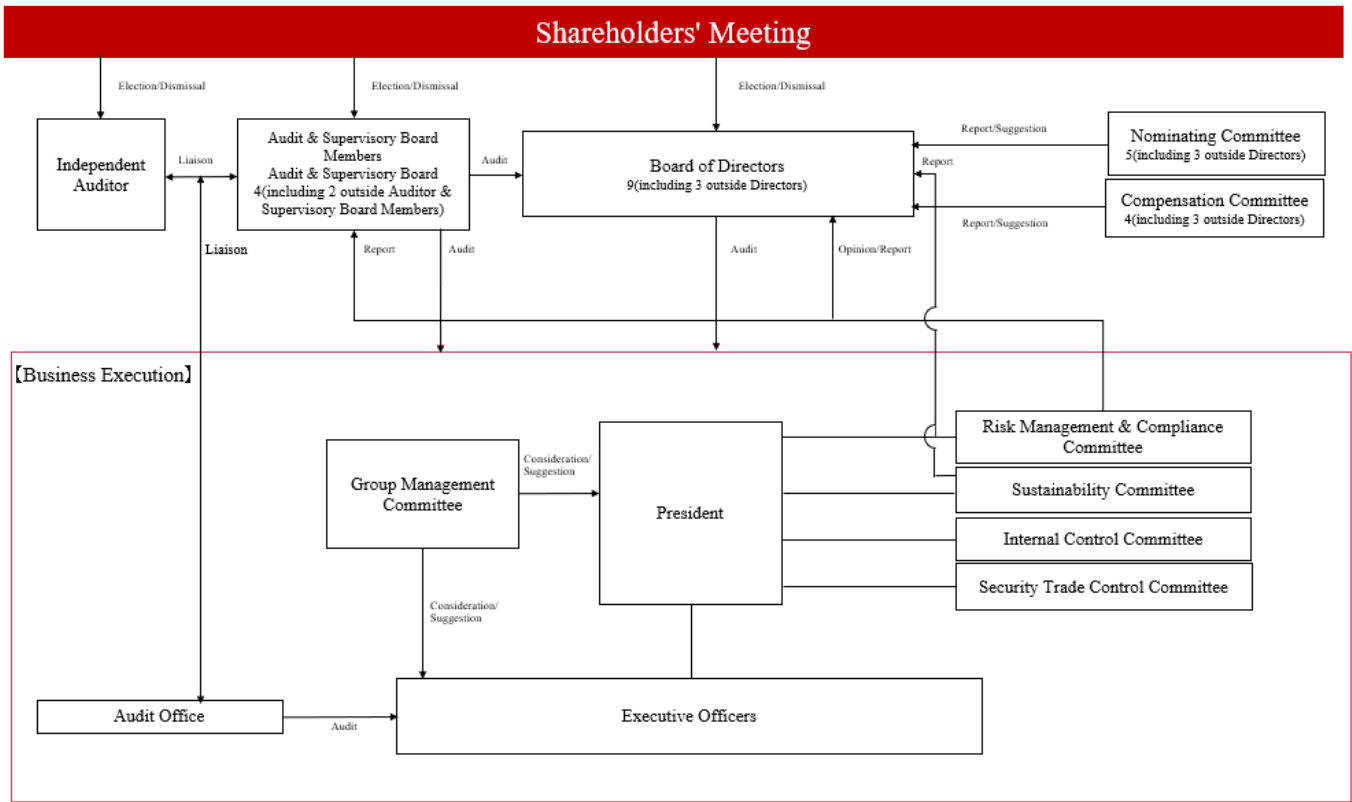 Shareholders' Meeting
Election/Dismissal
Election/Dismissal
Election/Dismissal
Independent
Auditor
Liaison
Audit & Supervisory Board
Members
Audit & Supervisory Board
4(including 2 outside Auditor &
Supervisory Board Members)
Audit
Board of Directors
9(including 3 outside Directors)
Report/Suggestion
Report
Nominating Committee
5(including 3 outside Directors)
Compensation Committee
4(including 3 outside Directors)
Report/Suggestion
Liaison
Report
Audit
Audit
Opinion/Report
【Business Execution】
Group Management
Committee
Consideration/
Suggestion
President
Risk Management & Compliance
Committee
Sustainability Committee
Internal Control Committee
Security Trade Control Committee
Consideration/
Suggestion
Audit Office
Audit
Executive Officers